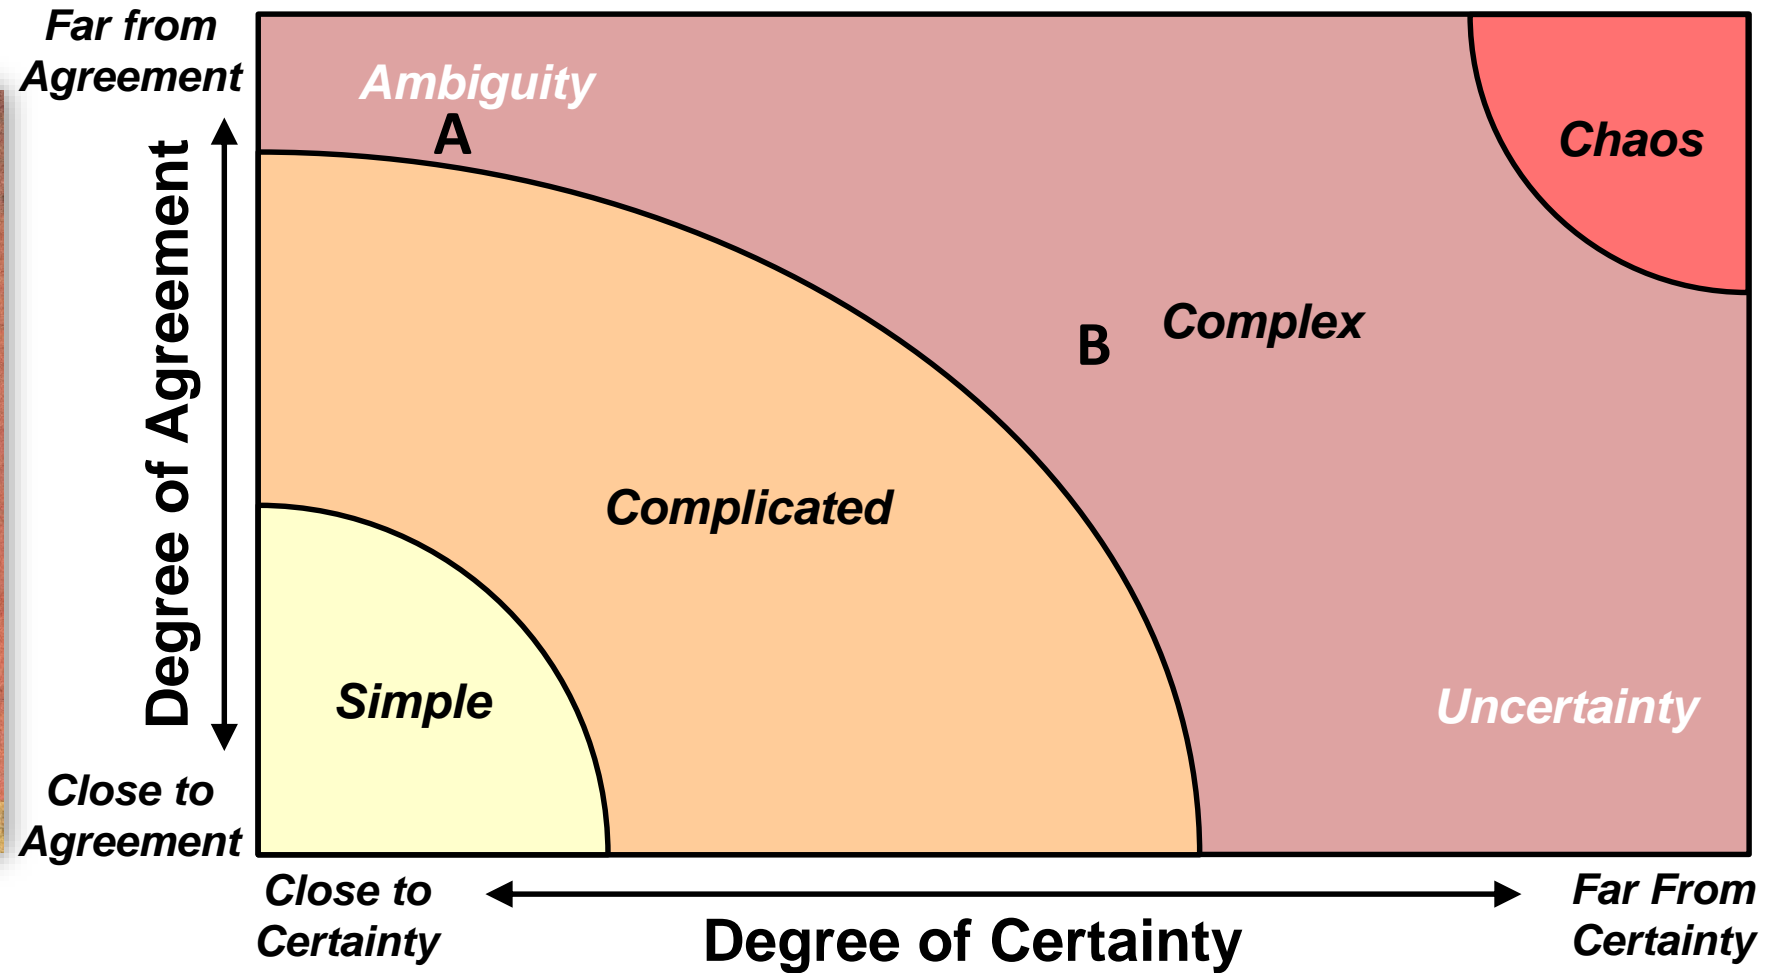 Far from
Agreement
Ambiguity
A
Chaos
Degree of Agreement
B
Complex
Complicated
Simple
Uncertainty
Close to
Agreement
Close to
Certainty
Degree of Certainty
Far From
Certainty